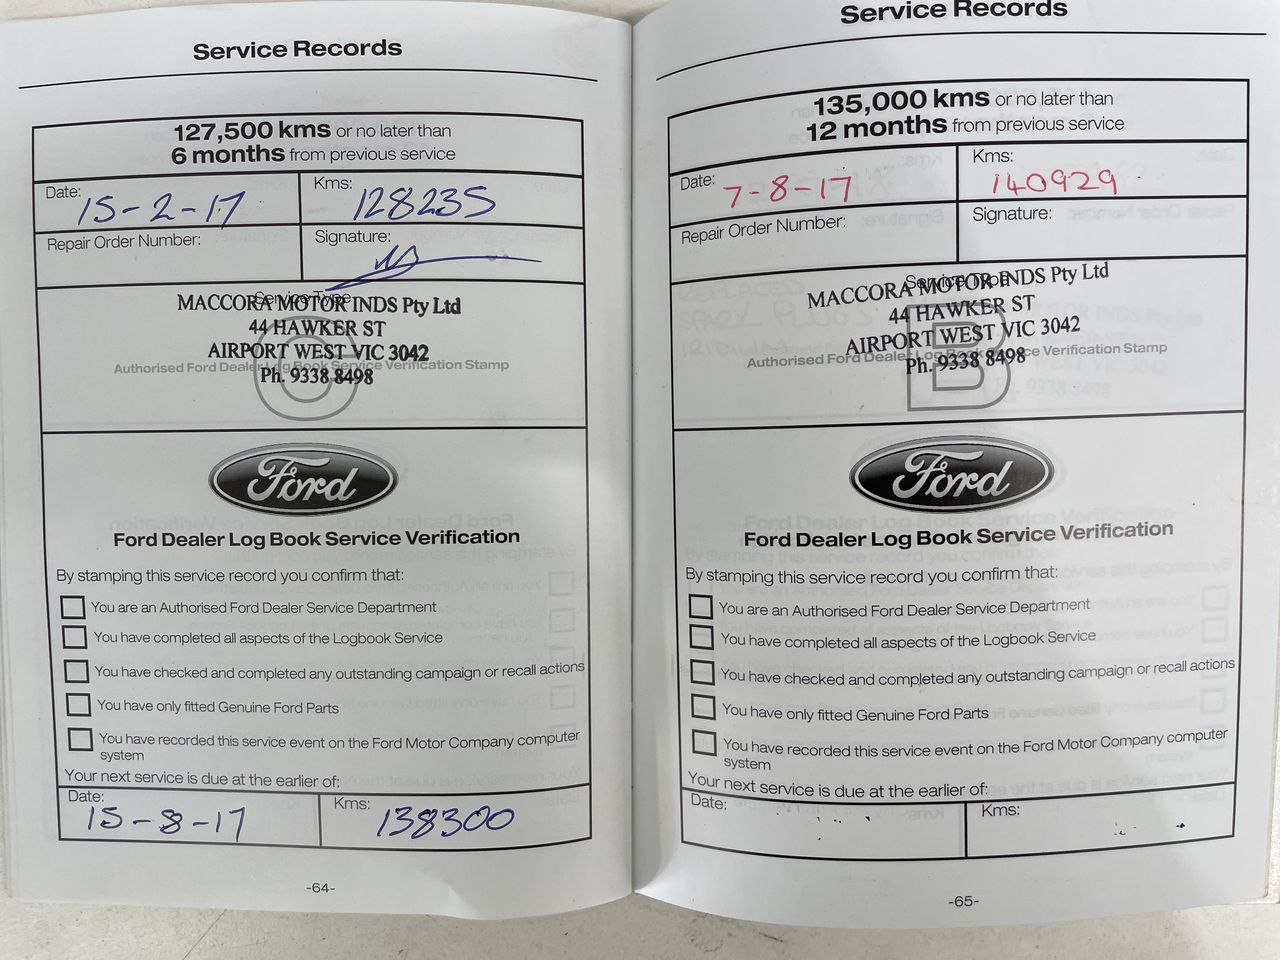 Service Records
127,500 kms or no later than
6 months from previous service
Date: 15-2-17
Kms: 128235
Repair Order Number:
Signature:
Service Type
C
MACCORA MOTOR INDS Pty Ltd
44 HAWKER ST
AIRPORT WEST VIC 3042
Authorised Ford Dealer Log Book Service Verification Stamp
Ph. 9338 8498
Ford
Ford Dealer Log Book Service Verification
By stamping this service record you confirm that:
You are an Authorised Ford Dealer Service Department
You have completed all aspects of the Logbook Service
You have checked and completed any outstanding campaign or recall actions
You have only fitted Genuine Ford Parts
You have recorded this service event on the Ford Motor Company computer
system
Your next service is due at the earlier of:
Date: 15-8-17
Kms: 138300
-64-
Service Records
135,000 kms or no later than
12 months from previous service
Date: 7-8-17
Kms: 140929
Repair Order Number:
Signature:
Service Type
B
MACCORA MOTOR INDS Pty Ltd
44 HAWKER ST
AIRPORT WEST VIC 3042
Authorised Ford Dealer Log Book Service Verification Stamp
Ph. 9338 8498
Ford
Ford Dealer Log Book Service Verification
By stamping this service record you confirm that:
You are an Authorised Ford Dealer Service Department
You have completed all aspects of the Logbook Service
You have checked and completed any outstanding campaign or recall actions
You have only fitted Genuine Ford Parts
You have recorded this service event on the Ford Motor Company computer
system
Your next service is due at the earlier of:
Date:
Kms:
-65-